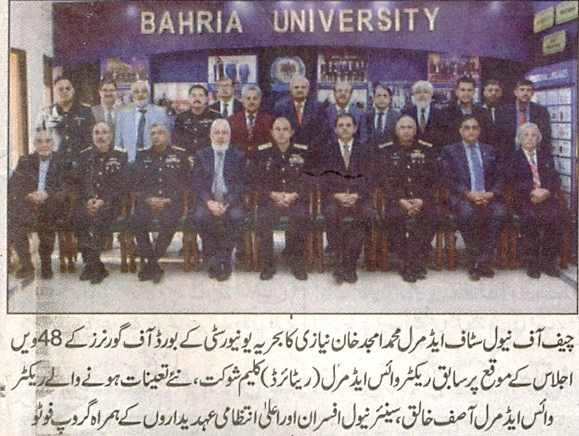 BAHRIA UNIVERSITY
چیف آف نیول سٹاف ایڈمرل محمد امجد خان نیازی کا بحریہ یونیورسٹی کے بورڈ آف گورنرز کے 48ویں
اجلاس کے موقع پر سابق ریکٹر وائس ایڈمرل (ریٹائرڈ) کلیم شوکت، نئے تعینات ہونے والے ریکٹر
وائس ایڈمرل آصف خالق، سینئر نیول افسران اور اعلیٰ انتظامی عہدیداروں کے ہمراہ گروپ فوٹو